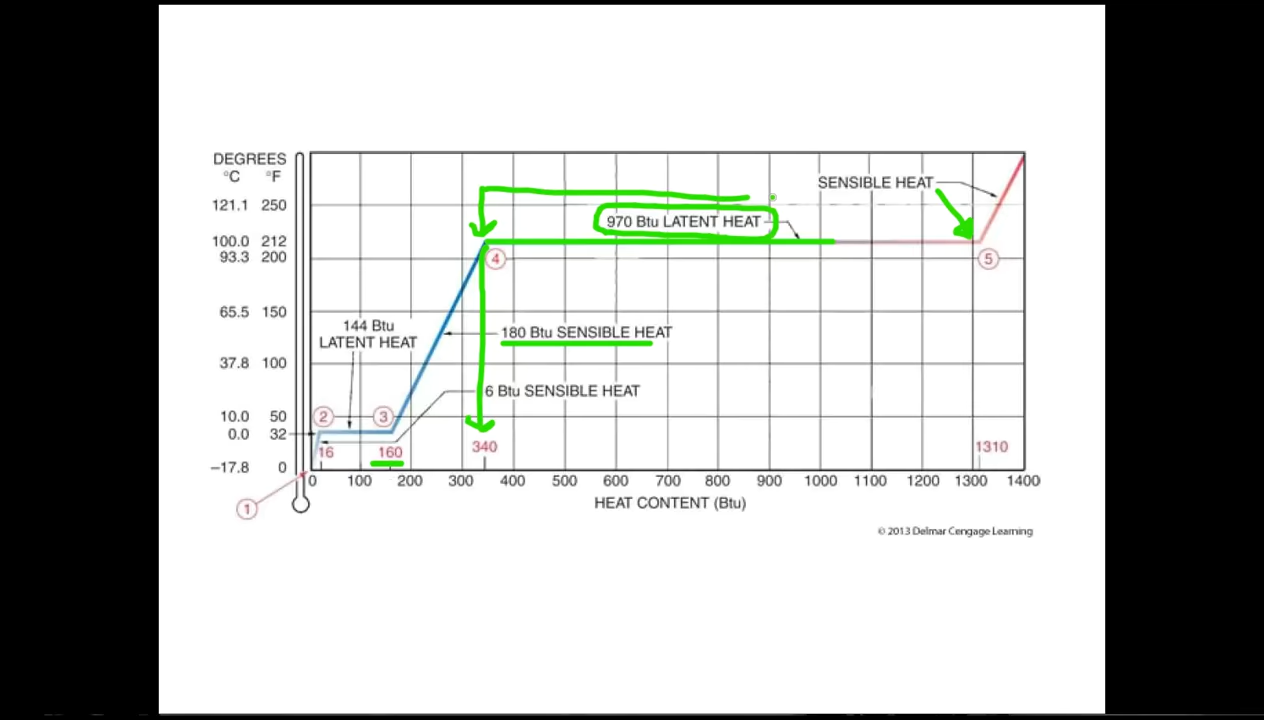 DEGREES
°C °F
SENSIBLE HEAT
121.1 250
970 Btu LATENT HEAT
100.0 212
93.3 200
4
5
65.5 150
144 Btu
LATENT HEAT
180 Btu SENSIBLE HEAT
37.8 100
6 Btu SENSIBLE HEAT
10.0 50
2
3
0.0 32
16
160
340
1310
–17.8 0
0 100 200 300 400 500 600 700 800 900 1000 1100 1200 1300 1400
1
HEAT CONTENT (Btu)
© 2013 Delmar Cengage Learning